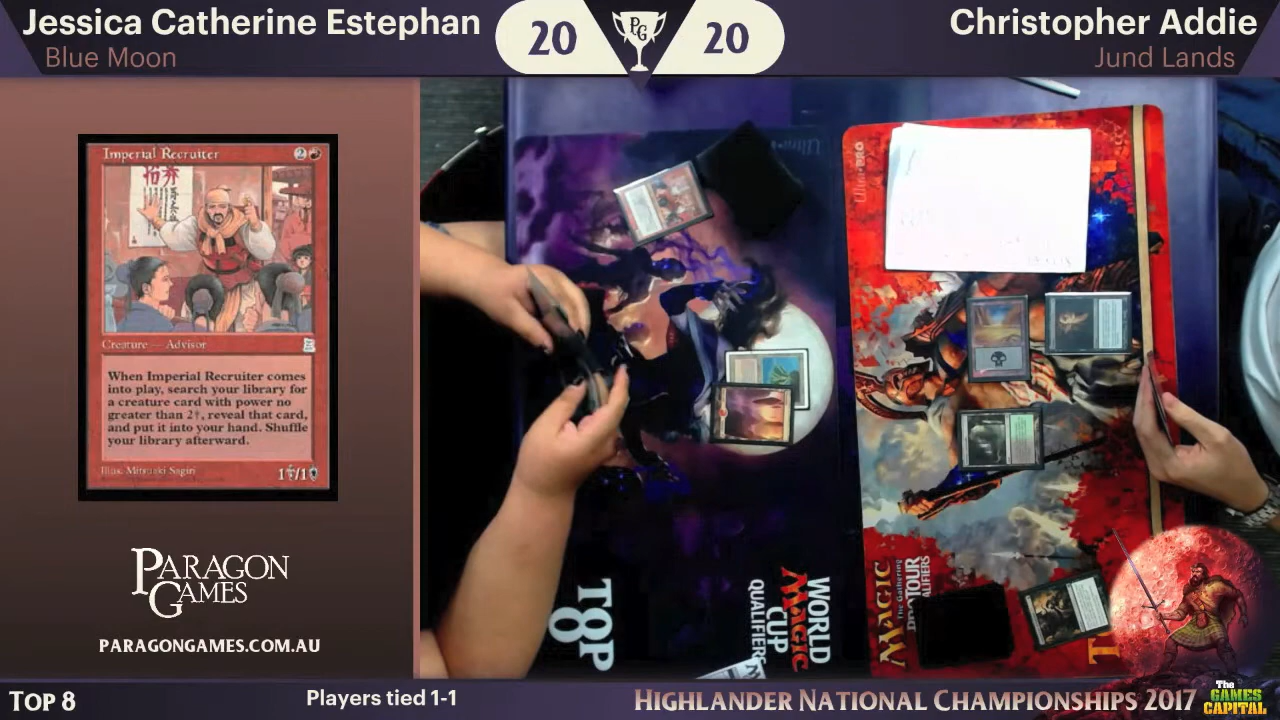 Jessica Catherine Estephan
Blue Moon
20
PG
20
Christopher Addie
Jund Lands
Imperial Recruiter
2
Creature — Advisor
When Imperial Recruiter comes
into play, search your library for
a creature card with power no
greater than 2, reveal that card,
and put it into your hand. Shuffle
your library afterward.
Illus. Mitsuaki Sagiri
1/1
PARAGON
GAMES
PARAGONGAMES.COM.AU
Ultra·PRO
TOP
8
WORLD
MAGIC
CUP
QUALIFIERS
MAGIC
The Gathering
TOP 8
Players tied 1-1
HIGHLANDER NATIONAL CHAMPIONSHIPS 2017
The
GAMES
CAPITAL